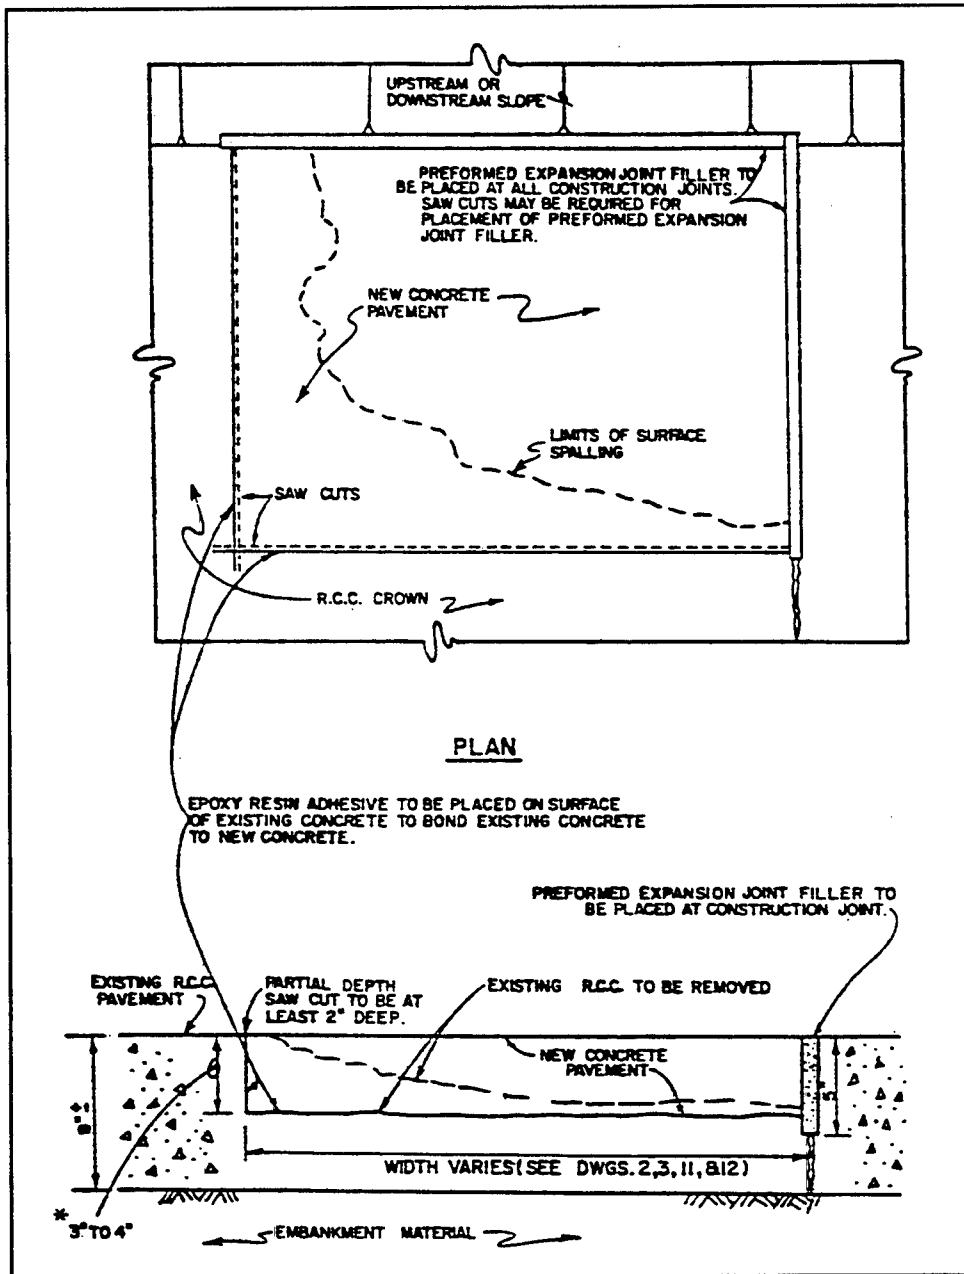 UPSTREAM OR
DOWNSTREAM SLOPE
PREFORMED EXPANSION JOINT FILLER TO
BE PLACED AT ALL CONSTRUCTION JOINTS.
SAW CUTS MAY BE REQUIRED FOR
PLACEMENT OF PREFORMED EXPANSION
JOINT FILLER.
NEW CONCRETE
PAVEMENT
LIMITS OF SURFACE
SPALLING
SAW CUTS
R.C.C. CROWN
PLAN
EPOXY RESIN ADHESIVE TO BE PLACED ON SURFACE
OF EXISTING CONCRETE TO BOND EXISTING CONCRETE
TO NEW CONCRETE.
PREFORMED EXPANSION JOINT FILLER TO
BE PLACED AT CONSTRUCTION JOINT.
EXISTING R.C.C.
PAVEMENT
PARTIAL DEPTH
SAW CUT TO BE AT
LEAST 2" DEEP.
EXISTING R.C.C. TO BE REMOVED
NEW CONCRETE
PAVEMENT
8"±
5"
WIDTH VARIES (SEE DWGS. 2,3,11,&12)
* 3" TO 4"
EMBANKMENT MATERIAL